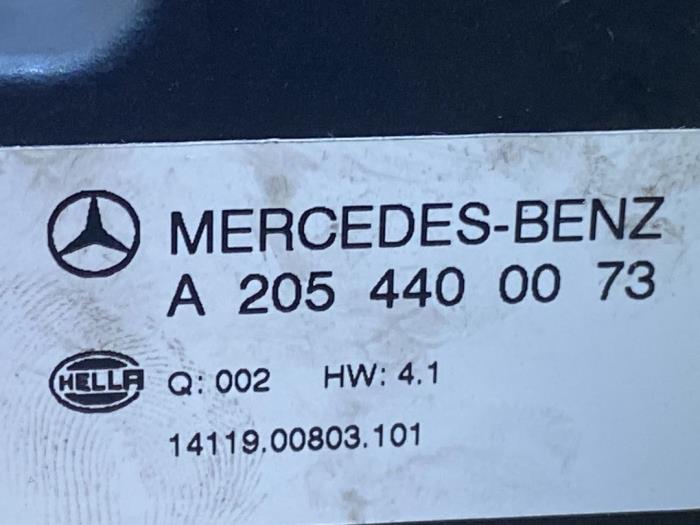 MERCEDES-BENZ
A 205 440 00 73
HELLA Q: 002 HW: 4.1
14119.00803.101